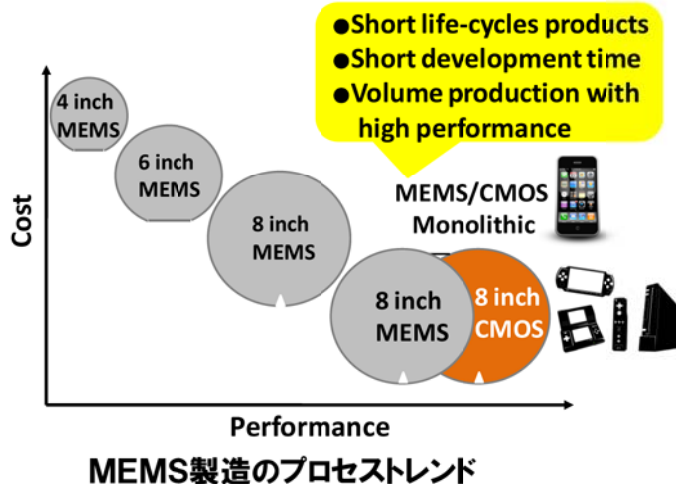 ●Short life-cycles products
●Short development time
●Volume production with
high performance
4 inch
MEMS
6 inch
MEMS
8 inch
MEMS
MEMS/CMOS
Monolithic
8 inch
MEMS
8 inch
CMOS
Cost
Performance
MEMS製造のプロセストレンド